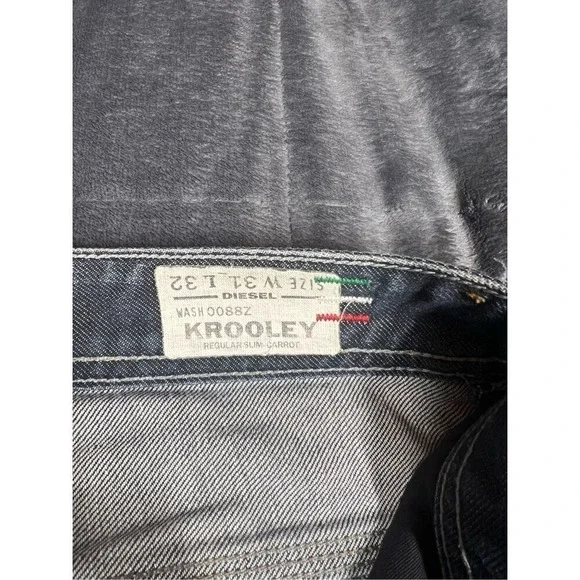 SIZE W 31 L 32
DIESEL
WASH 0088Z
KROOLEY
REGULAR SLIM-CARROT